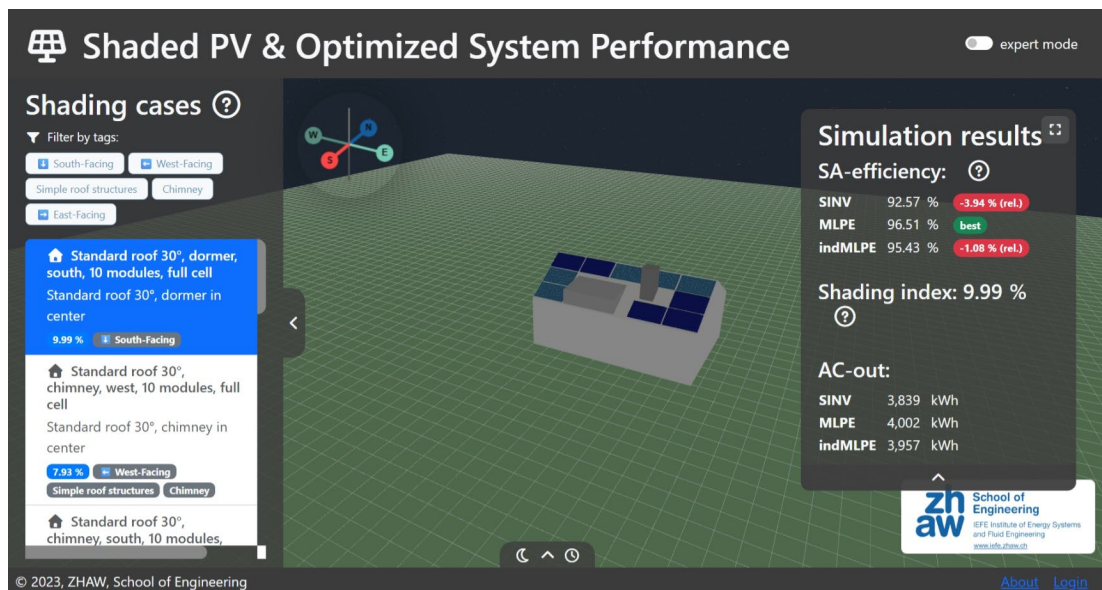 Shaded PV & Optimized System Performance
expert mode
Shading cases
Filter by tags:
South-Facing
West-Facing
Simple roof structures
Chimney
East-Facing
Standard roof 30°, dormer,
south, 10 modules, full cell
Standard roof 30°, dormer in
center
9.99 %
South-Facing
Standard roof 30°,
chimney, west, 10 modules, full
cell
Standard roof 30°, chimney in
center
7.93 %
West-Facing
Simple roof structures
Chimney
Standard roof 30°,
chimney, south, 10 modules,
W
N
S
E
Simulation results
SA-efficiency:
SINV 92.57 % -3.94 % (rel.)
MLPE 96.51 % best
indMLPE 95.43 % -1.08 % (rel.)
Shading index: 9.99 %
AC-out:
SINV 3,839 kWh
MLPE 4,002 kWh
indMLPE 3,957 kWh
zh
aw
School of
Engineering
IEFE Institute of Energy Systems
and Fluid Engineering
www.iefe.zhaw.ch
© 2023, ZHAW, School of Engineering
About Login